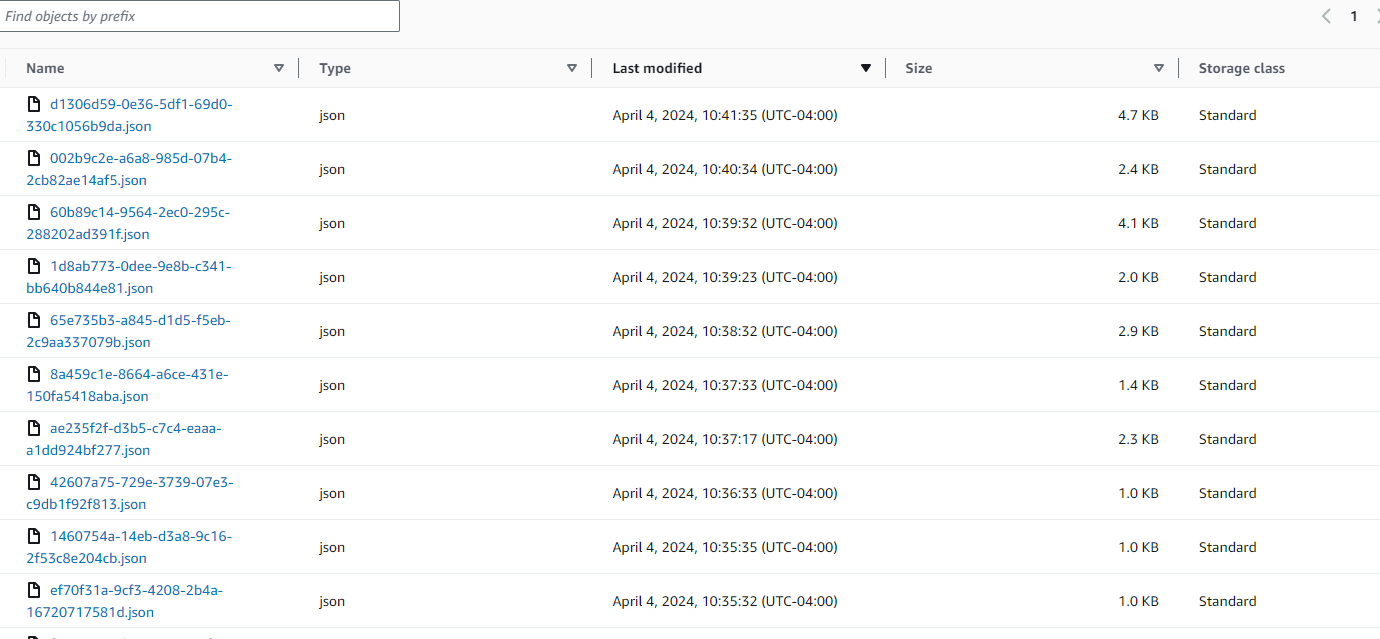 Find objects by prefix
1
Name Type Last modified Size Storage class
d1306d59-0e36-5df1-69d0-
330c1056b9da.json
json April 4, 2024, 10:41:35 (UTC-04:00) 4.7 KB Standard
002b9c2e-a6a8-985d-07b4-
2cb82ae14af5.json
json April 4, 2024, 10:40:34 (UTC-04:00) 2.4 KB Standard
60b89c14-9564-2ec0-295c-
288202ad391f.json
json April 4, 2024, 10:39:32 (UTC-04:00) 4.1 KB Standard
1d8ab773-0dee-9e8b-c341-
bb640b844e81.json
json April 4, 2024, 10:39:23 (UTC-04:00) 2.0 KB Standard
65e735b3-a845-d1d5-f5eb-
2c9aa337079b.json
json April 4, 2024, 10:38:32 (UTC-04:00) 2.9 KB Standard
8a459c1e-8664-a6ce-431e-
150fa5418aba.json
json April 4, 2024, 10:37:33 (UTC-04:00) 1.4 KB Standard
ae235f2f-d3b5-c7c4-eaaa-
a1dd924bf277.json
json April 4, 2024, 10:37:17 (UTC-04:00) 2.3 KB Standard
42607a75-729e-3739-07e3-
c9db1f92f813.json
json April 4, 2024, 10:36:33 (UTC-04:00) 1.0 KB Standard
1460754a-14eb-d3a8-9c16-
2f53c8e204cb.json
json April 4, 2024, 10:35:35 (UTC-04:00) 1.0 KB Standard
ef70f31a-9cf3-4208-2b4a-
16720717581d.json
json April 4, 2024, 10:35:32 (UTC-04:00) 1.0 KB Standard